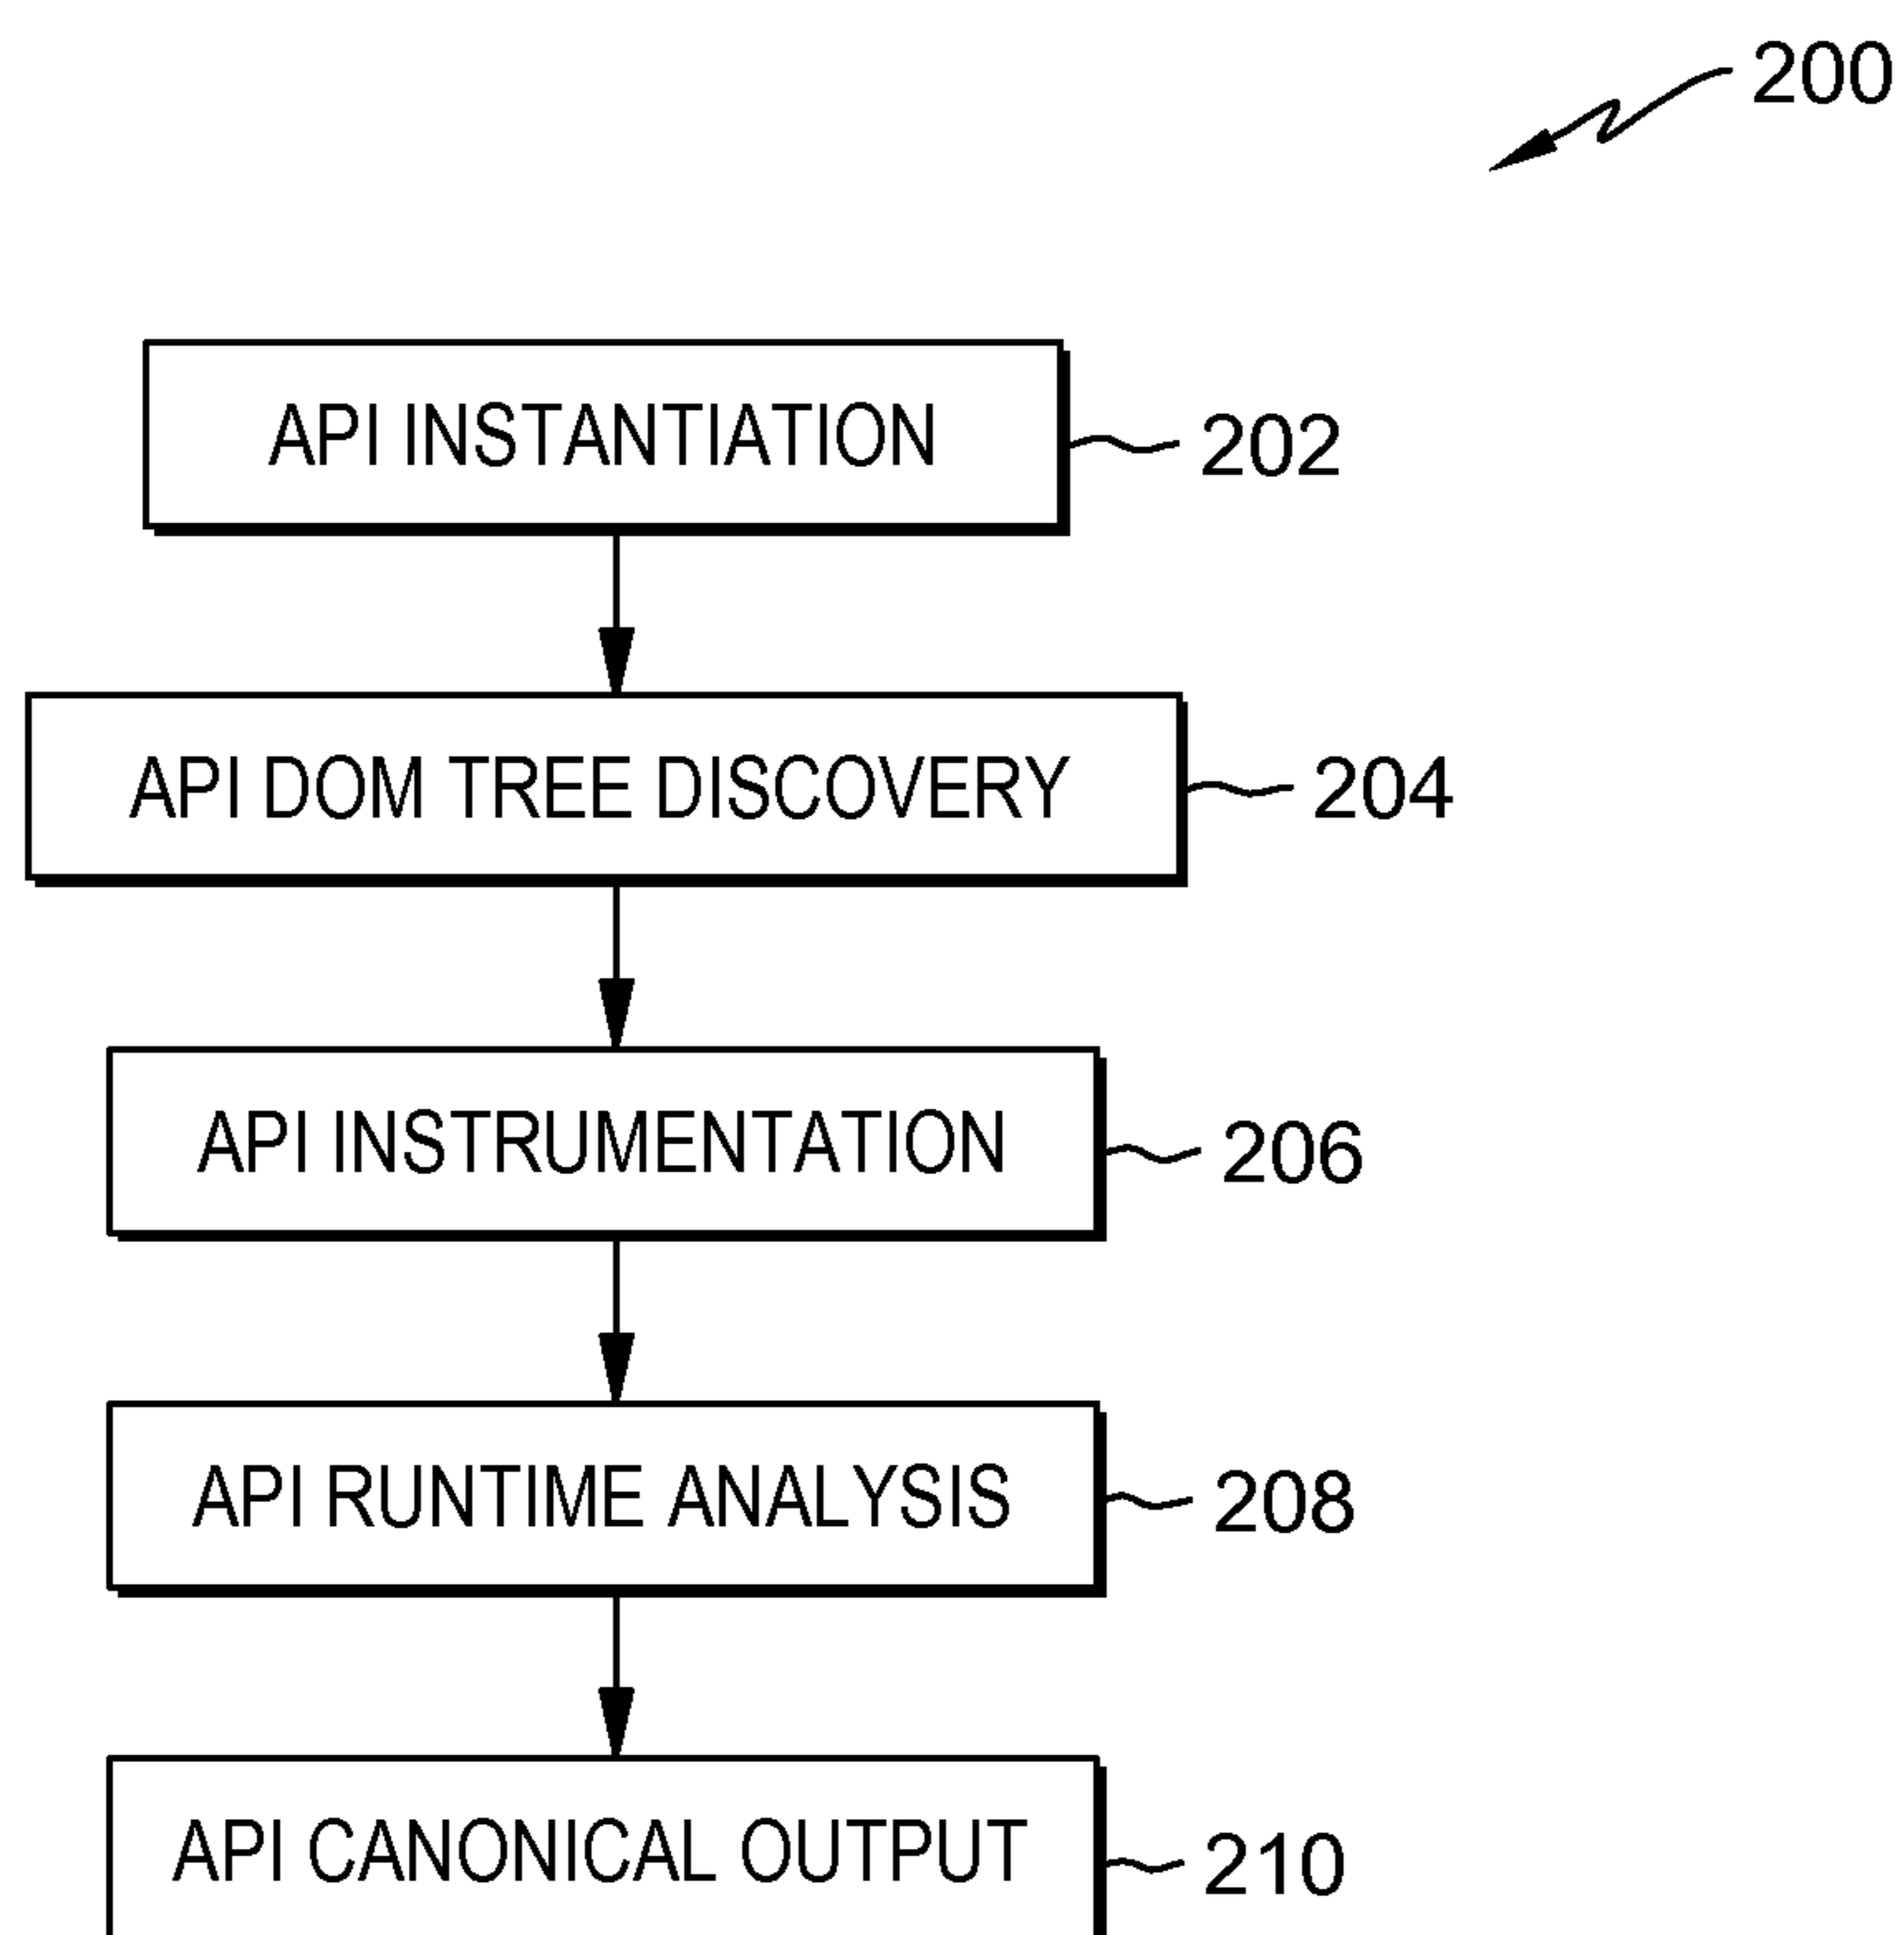 200
API INSTANTIATION
202
API DOM TREE DISCOVERY
204
API INSTRUMENTATION
206
API RUNTIME ANALYSIS
208
API CANONICAL OUTPUT
210